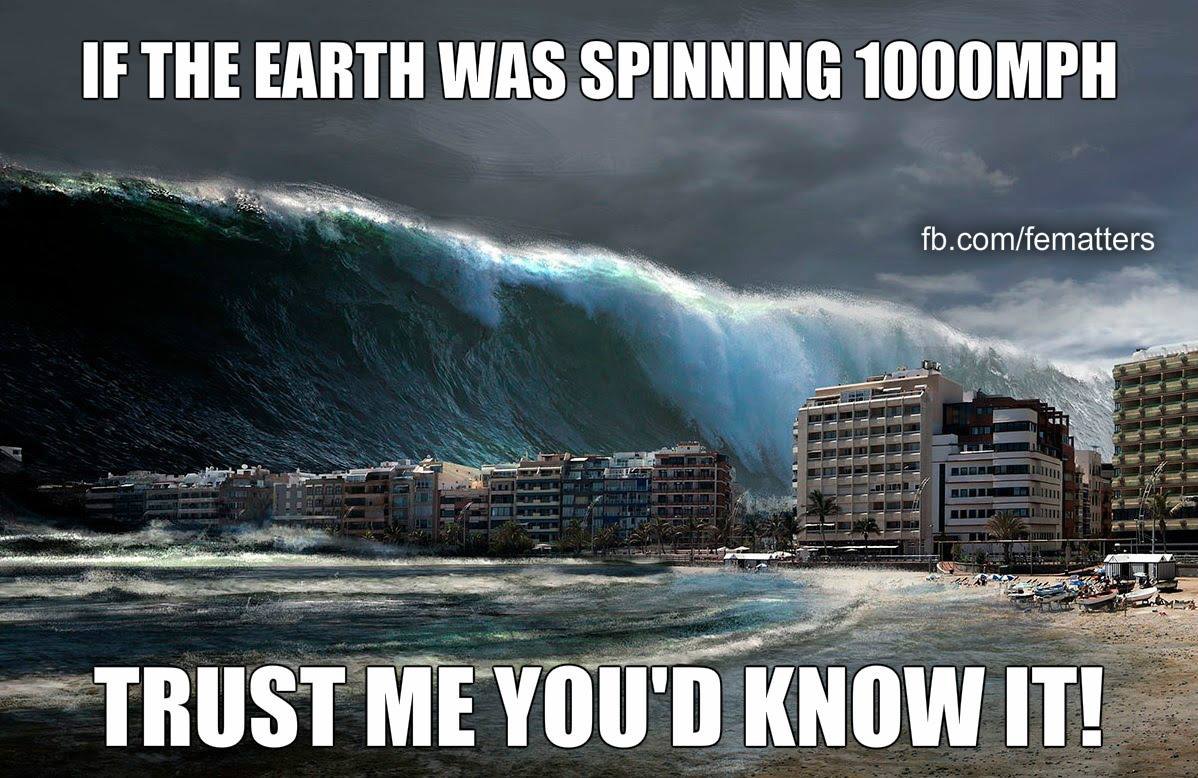 IF THE EARTH WAS SPINNING 1000MPH
fb.com/fematters
TRUST ME YOU'D KNOW IT!